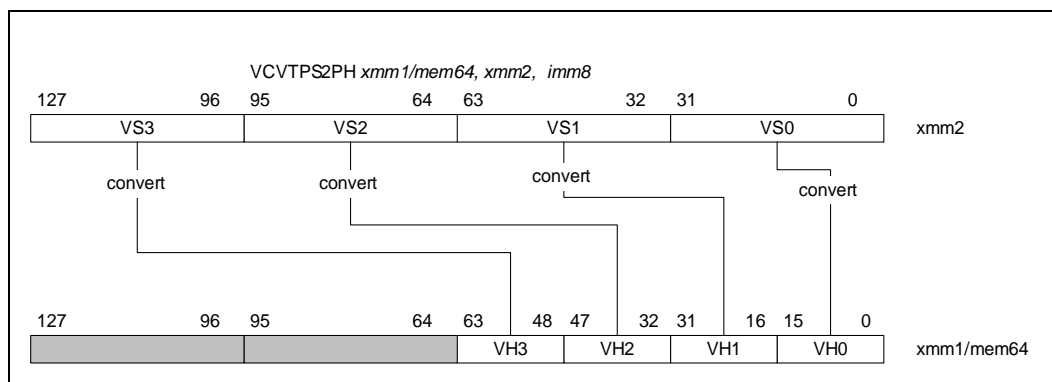 VCVTPS2PH xmm1/mem64, xmm2, imm8
127 96 95 64 63 32 31 0
VS3 VS2 VS1 VS0 xmm2
convert convert convert convert
127 96 95 64 63 48 47 32 31 16 15 0
VH3 VH2 VH1 VH0 xmm1/mem64